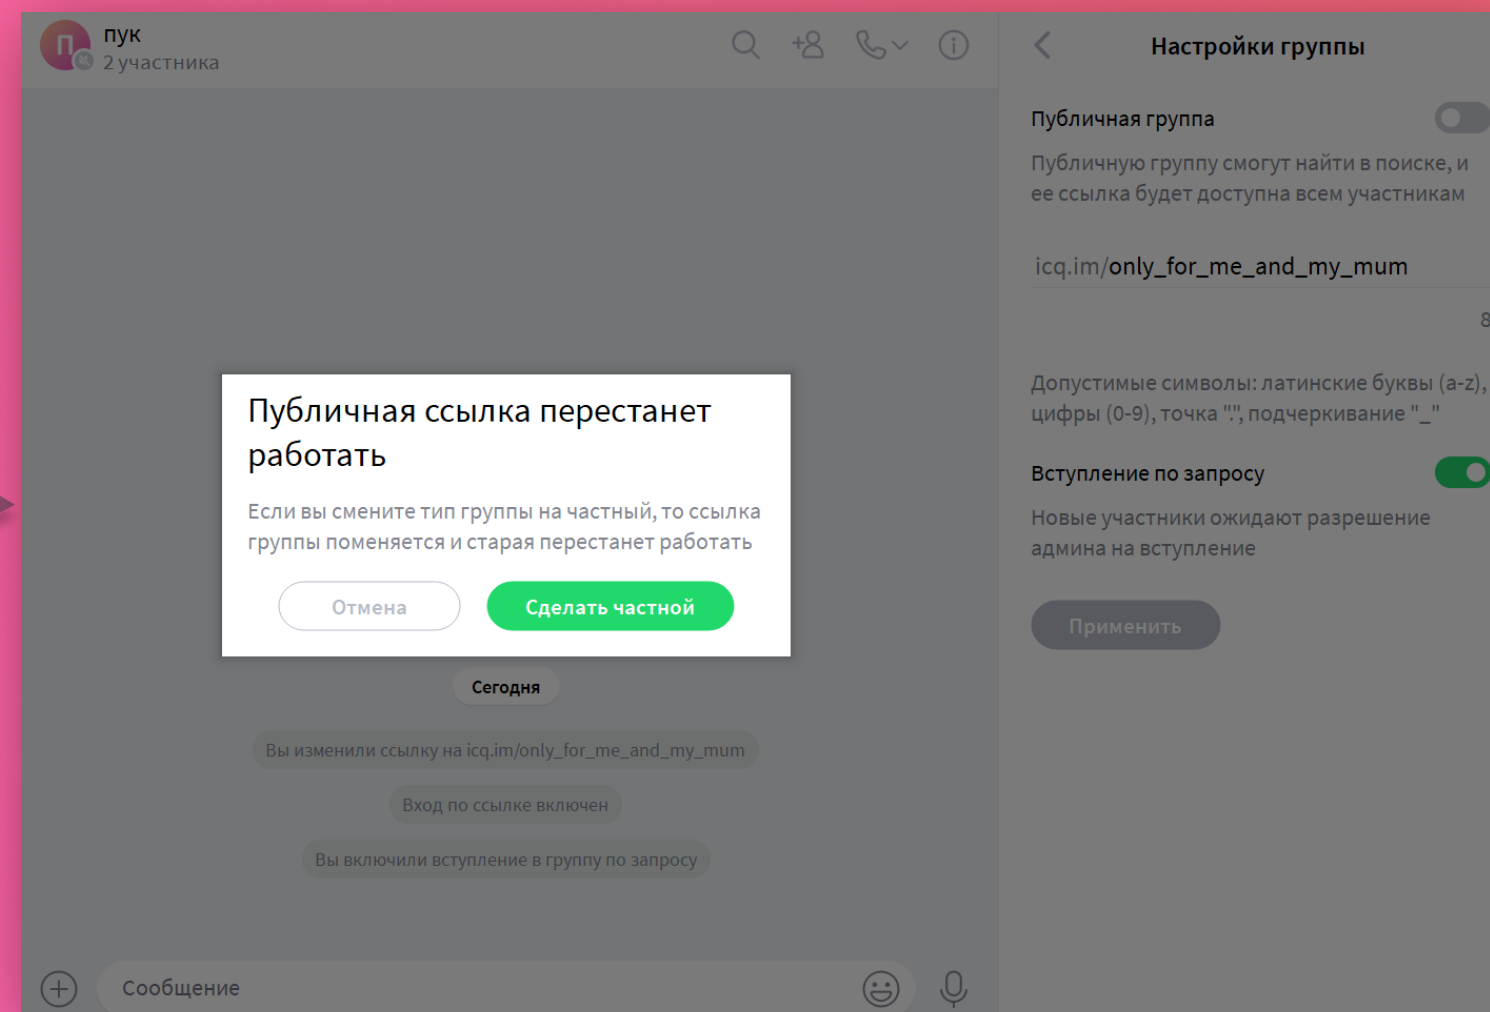 П
пук
2 участника
Настройки группы
Публичная группа
Публичную группу смогут найти в поиске, и
ее ссылка будет доступна всем участникам
icq.im/only_for_me_and_my_mum
8
Допустимые символы: латинские буквы (a-z),
цифры (0-9), точка ".", подчеркивание "_"
Вступление по запросу
Новые участники ожидают разрешение
админа на вступление
Применить
Публичная ссылка перестанет
работать
Если вы смените тип группы на частный, то ссылка
группы поменяется и старая перестанет работать
Отмена
Сделать частной
Сегодня
Вы изменили ссылку на icq.im/only_for_me_and_my_mum
Вход по ссылке включен
Вы включили вступление в группу по запросу
Сообщение